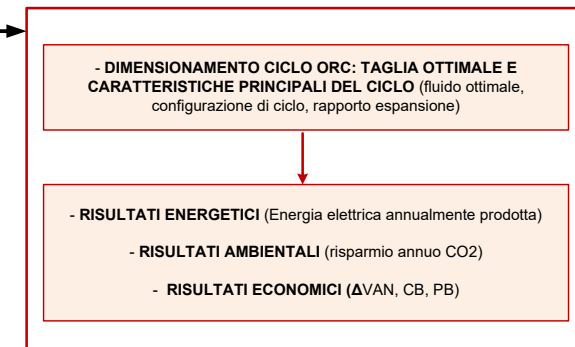 - DIMENSIONAMENTO CICLO ORC: TAGLIA OTTIMALE E
CARATTERISTICHE PRINCIPALI DEL CICLO (fluido ottimale,
configurazione di ciclo, rapporto espansione)
- RISULTATI ENERGETICI (Energia elettrica annualmente prodotta)
- RISULTATI AMBIENTALI (risparmio annuo CO2)
- RISULTATI ECONOMICI (ΔVAN, CB, PB)